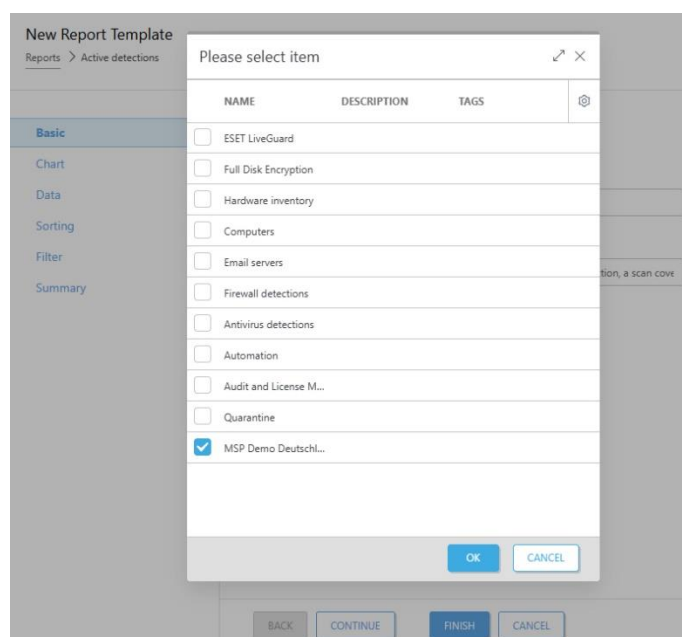 New Report Template
Reports > Active detections
Please select item
NAME DESCRIPTION TAGS
Basic
Chart
Data
Sorting
Filter
Summary
ESET LiveGuard
Full Disk Encryption
Hardware inventory
Computers
Email servers
Firewall detections
Antivirus detections
Automation
Audit and License M...
Quarantine
MSP Demo Deutschl...
tion, a scan cove
OK CANCEL
BACK CONTINUE FINISH CANCEL